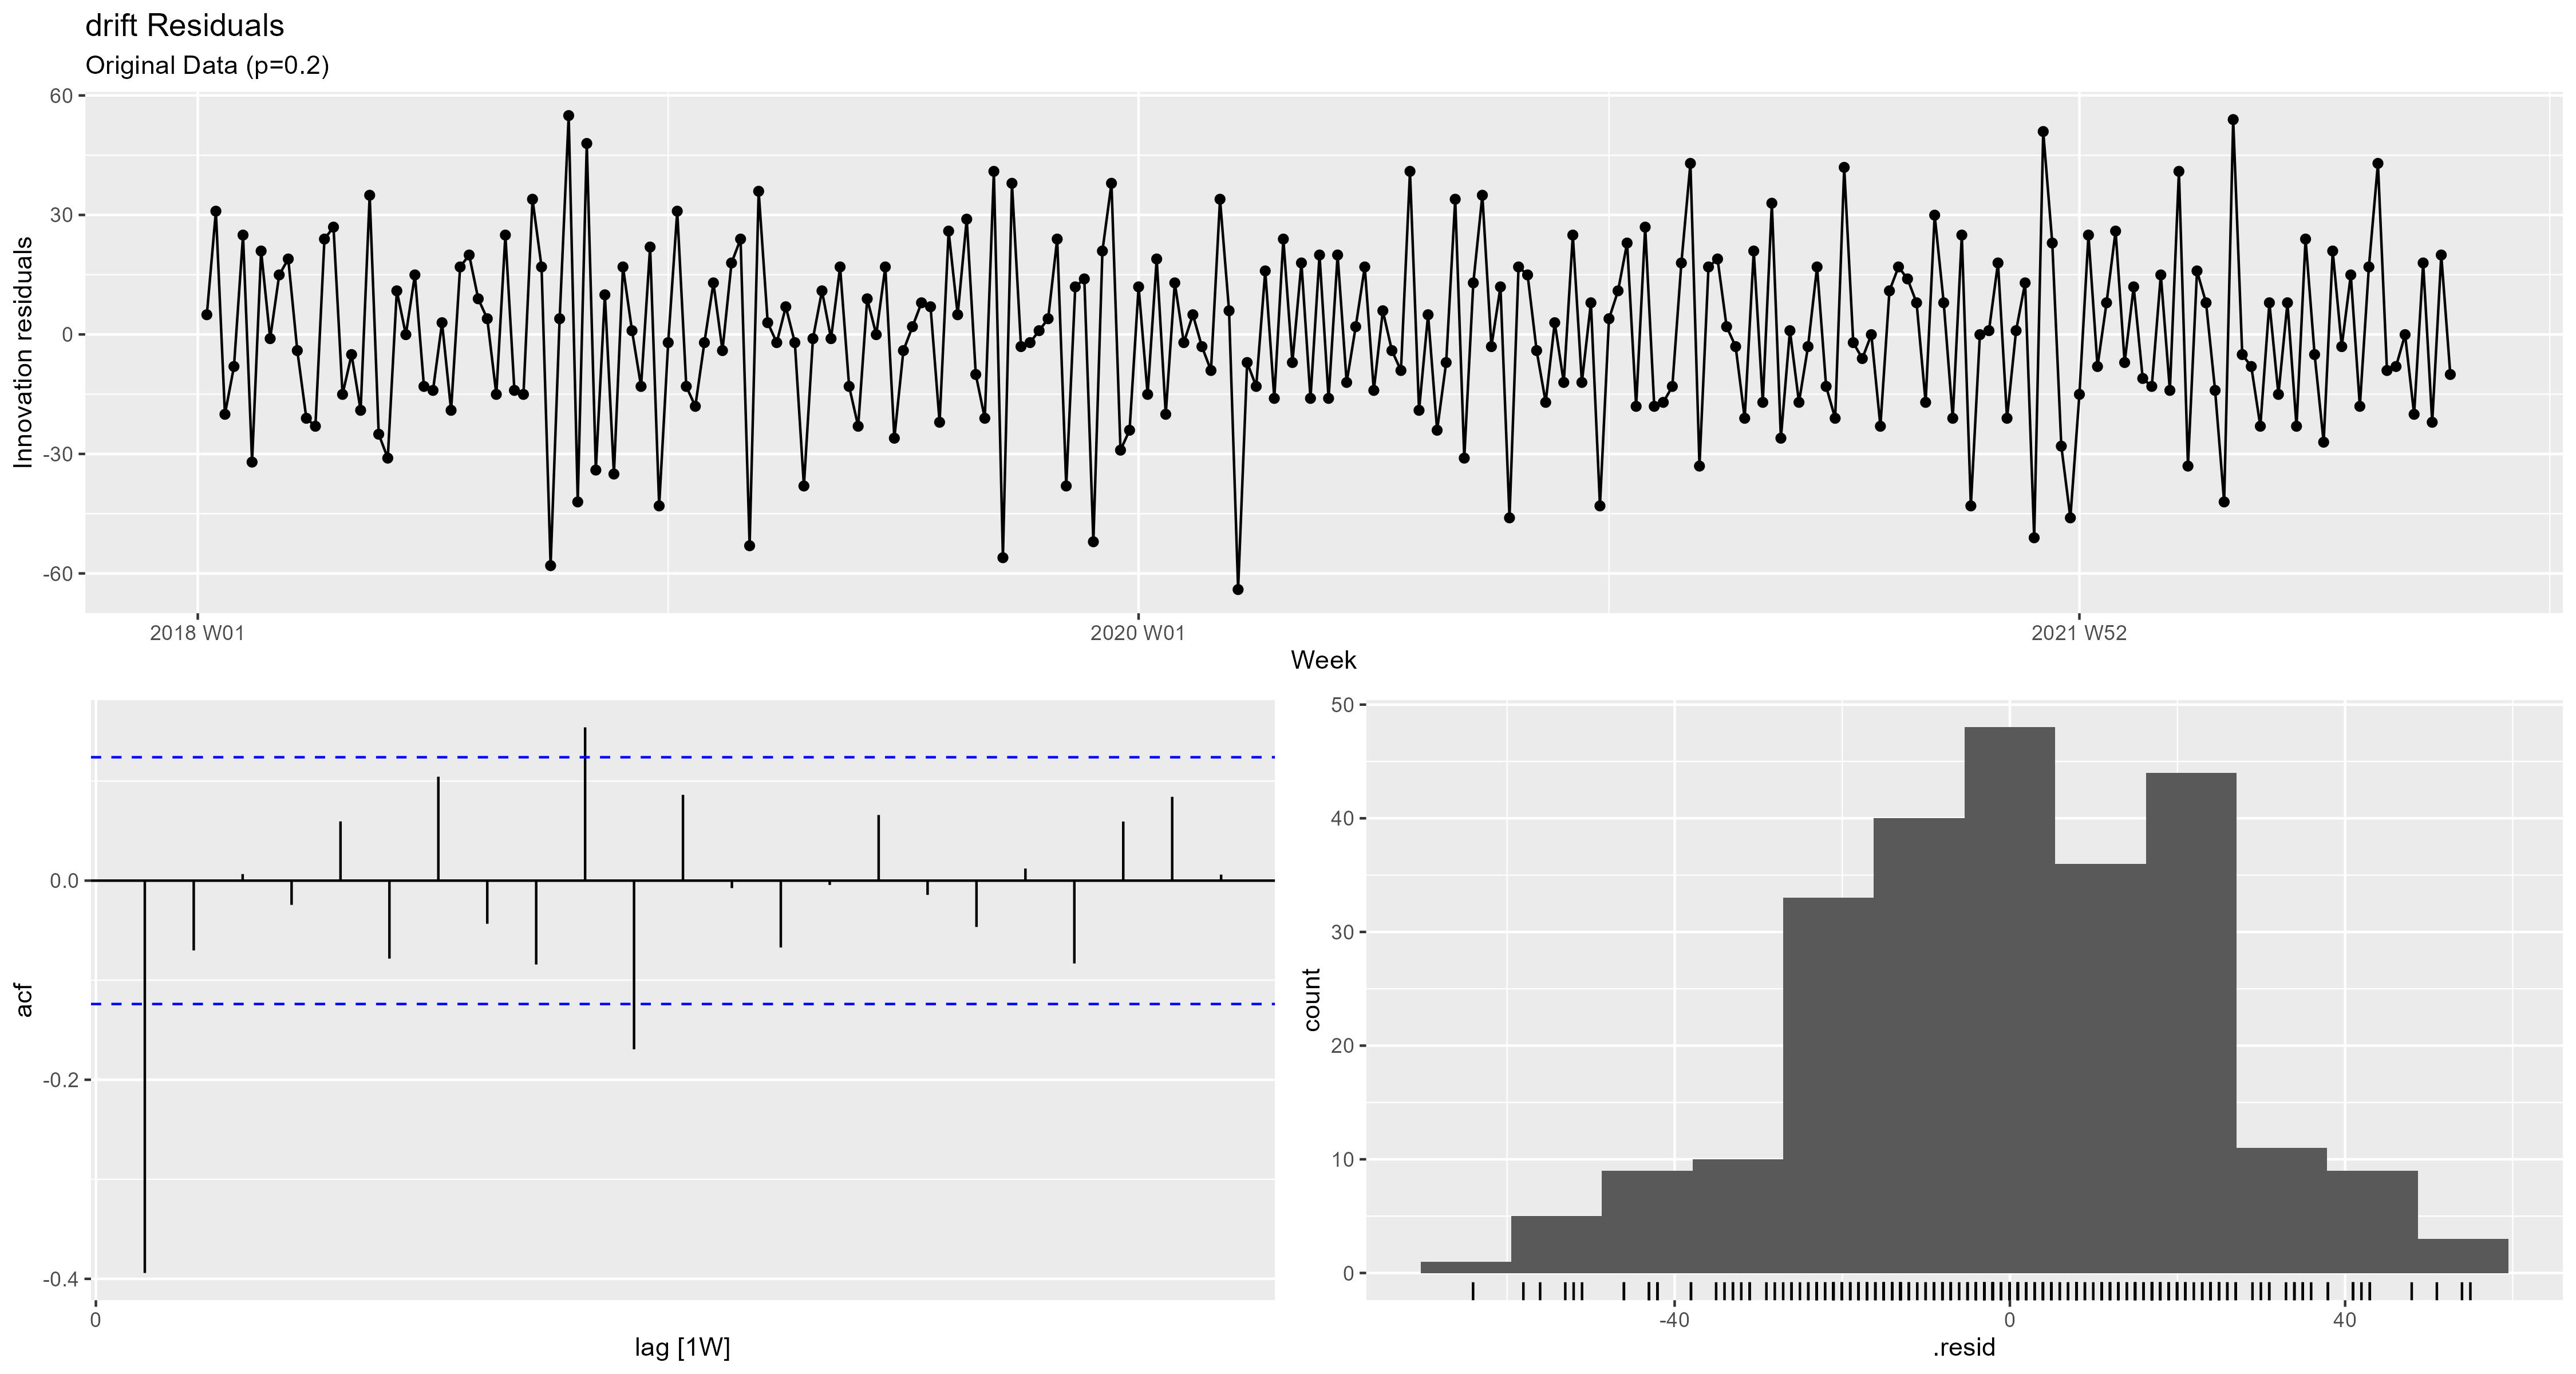 drift Residuals
Original Data (p=0.2)
Innovation residuals
60
30
0
-30
-60
2018 W01
2020 W01
2021 W52
Week
acf
0.0
-0.2
-0.4
0
lag [1W]
count
50
40
30
20
10
0
-40
0
40
.resid